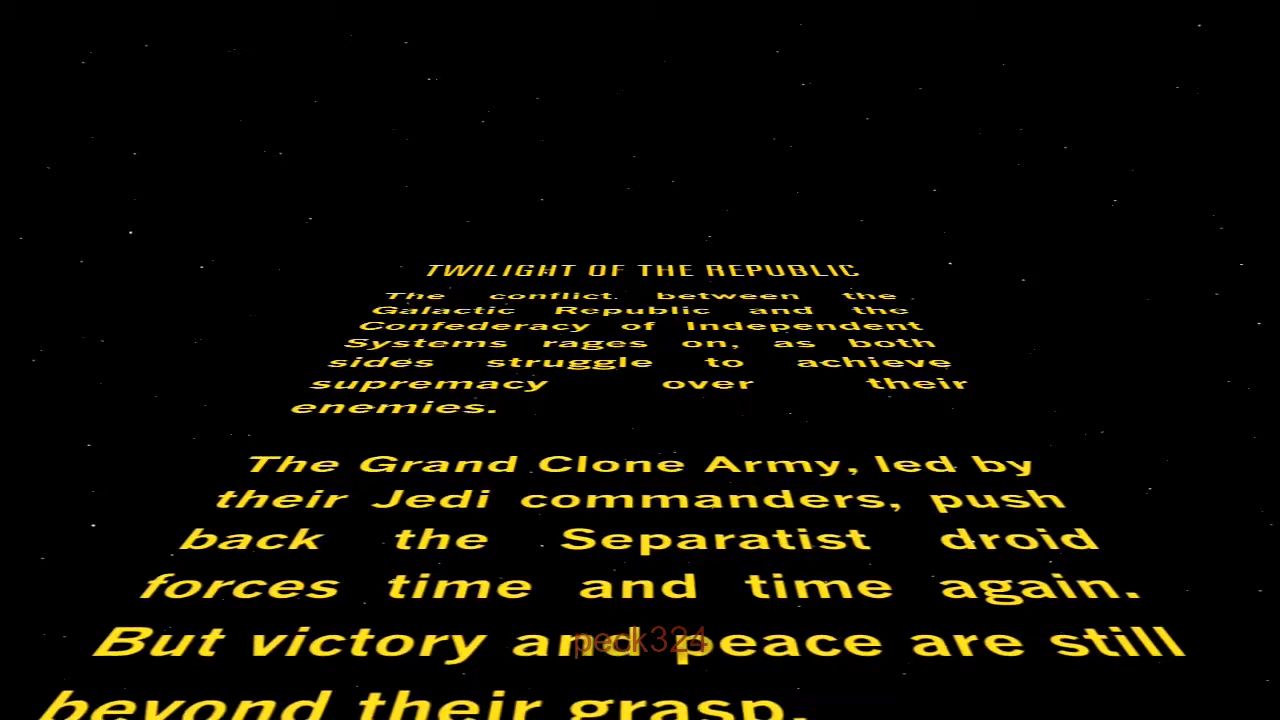 TWILIGHT OF THE REPUBLIC
The conflict between the
Galactic Republic and the
Confederacy of Independent
Systems rages on, as both
sides struggle to achieve
supremacy over their
enemies.
The Grand Clone Army, led by
their Jedi commanders, push
back the Separatist droid
forces time and time again.
But victory and peace are still
peck324
beyond their grasp.